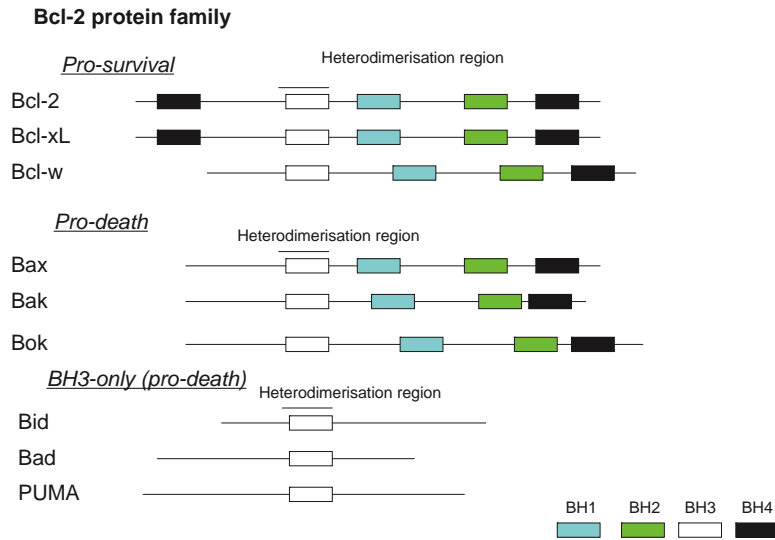 Bcl-2 protein family
Pro-survival
Heterodimerisation region
Bcl-2
Bcl-xL
Bcl-w
Pro-death
Heterodimerisation region
Bax
Bak
Bok
BH3-only (pro-death)
Heterodimerisation region
Bid
Bad
PUMA
BH1 BH2 BH3 BH4